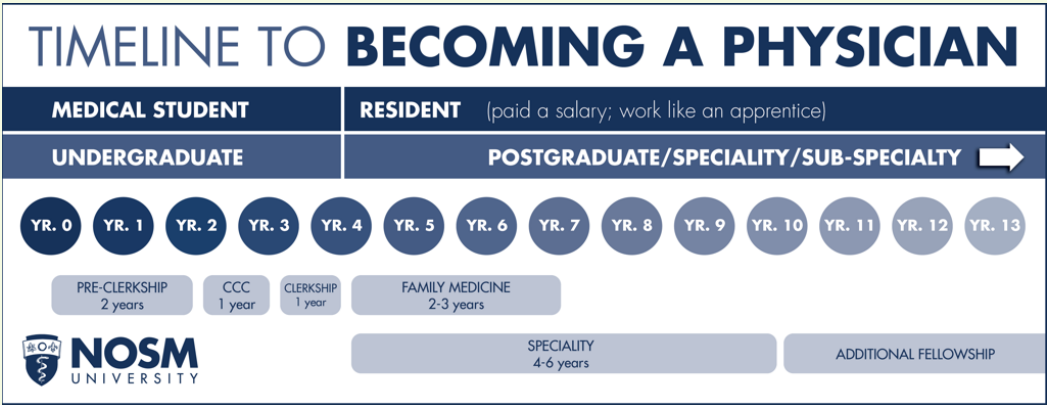 TIMELINE TO BECOMING A PHYSICIAN
MEDICAL STUDENT
RESIDENT (paid a salary; work like an apprentice)
UNDERGRADUATE
POSTGRADUATE/SPECIALITY/SUB-SPECIALTY
YR. 0 YR. 1 YR. 2 YR. 3 YR. 4 YR. 5 YR. 6 YR. 7 YR. 8 YR. 9 YR. 10 YR. 11 YR. 12 YR. 13
PRE-CLERKSHIP
2 years
CCC
1 year
CLERKSHIP
1 year
FAMILY MEDICINE
2-3 years
SPECIALITY
4-6 years
ADDITIONAL FELLOWSHIP
NOSM
UNIVERSITY